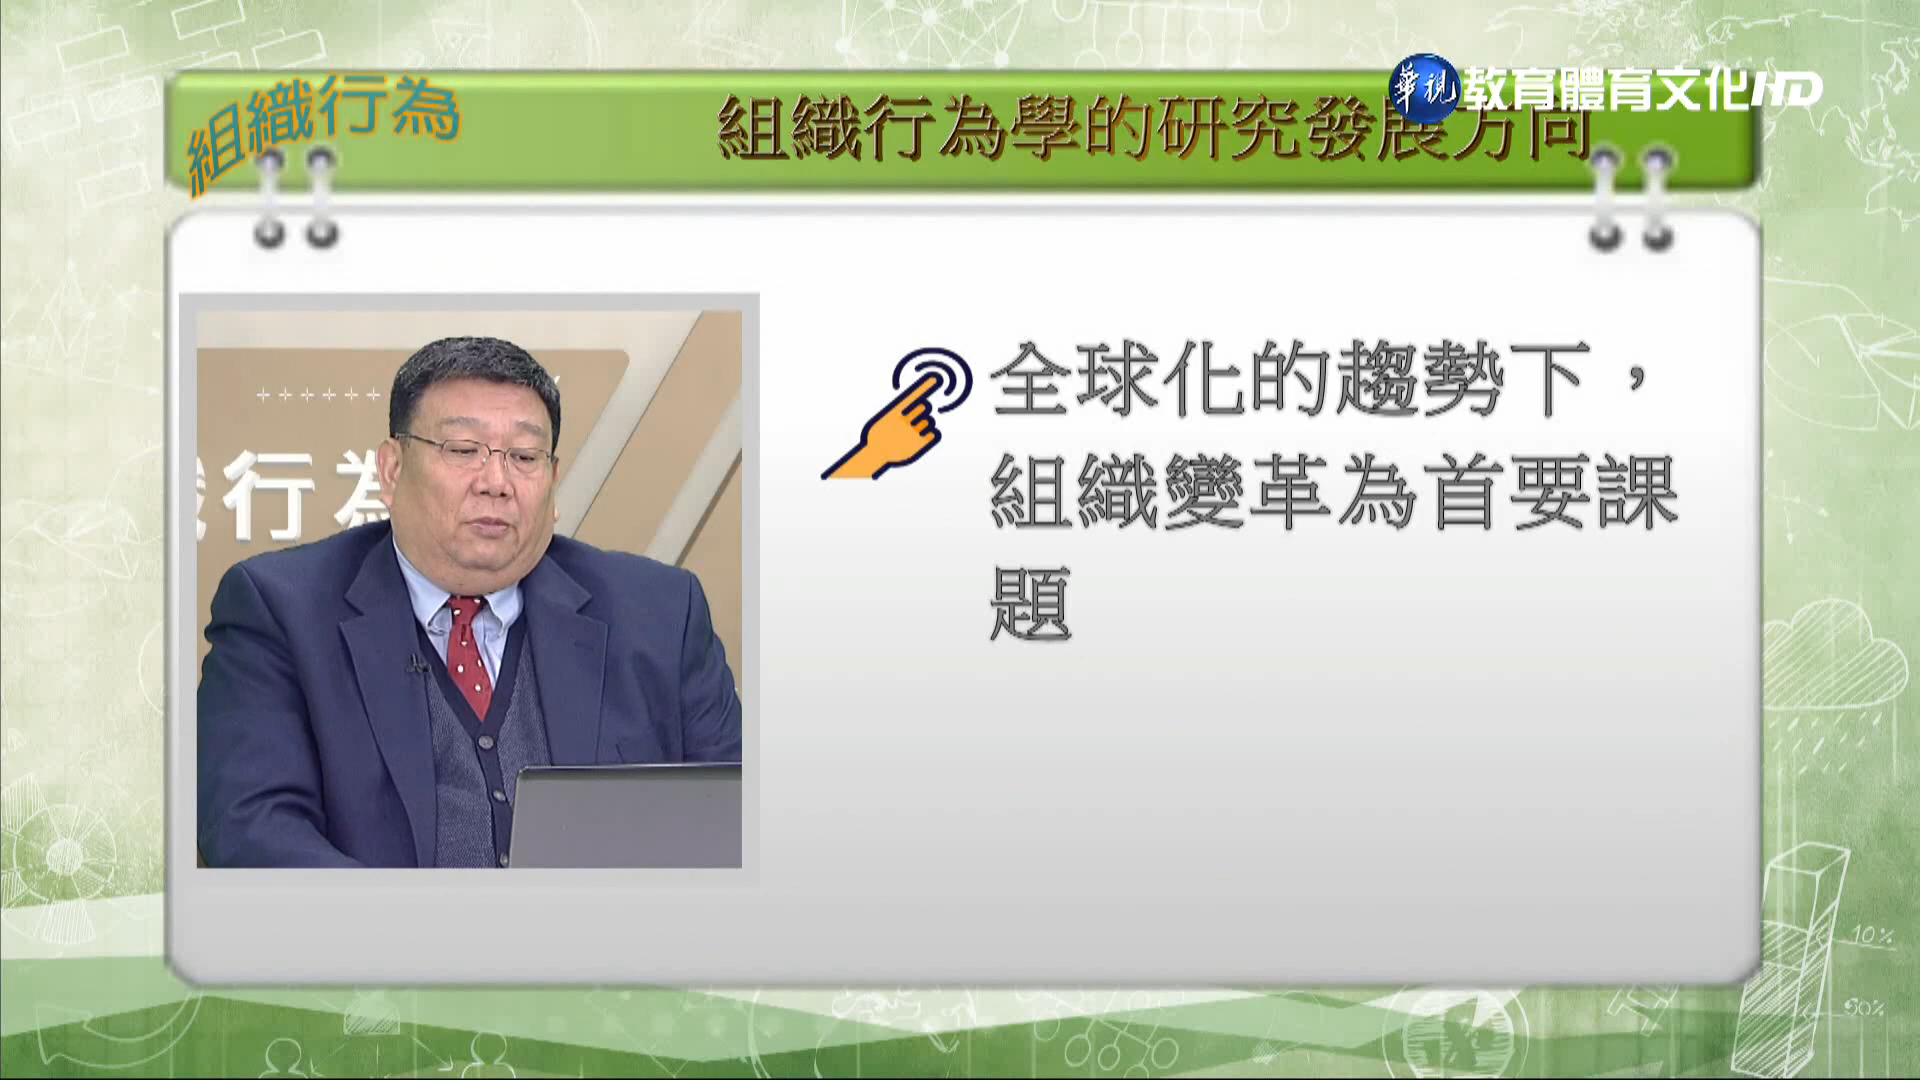 組織行為
華視 教育體育文化HD
組織行為學的研究發展方向
行為
全球化的趨勢下，
組織變革為首要課
題
10%
50%